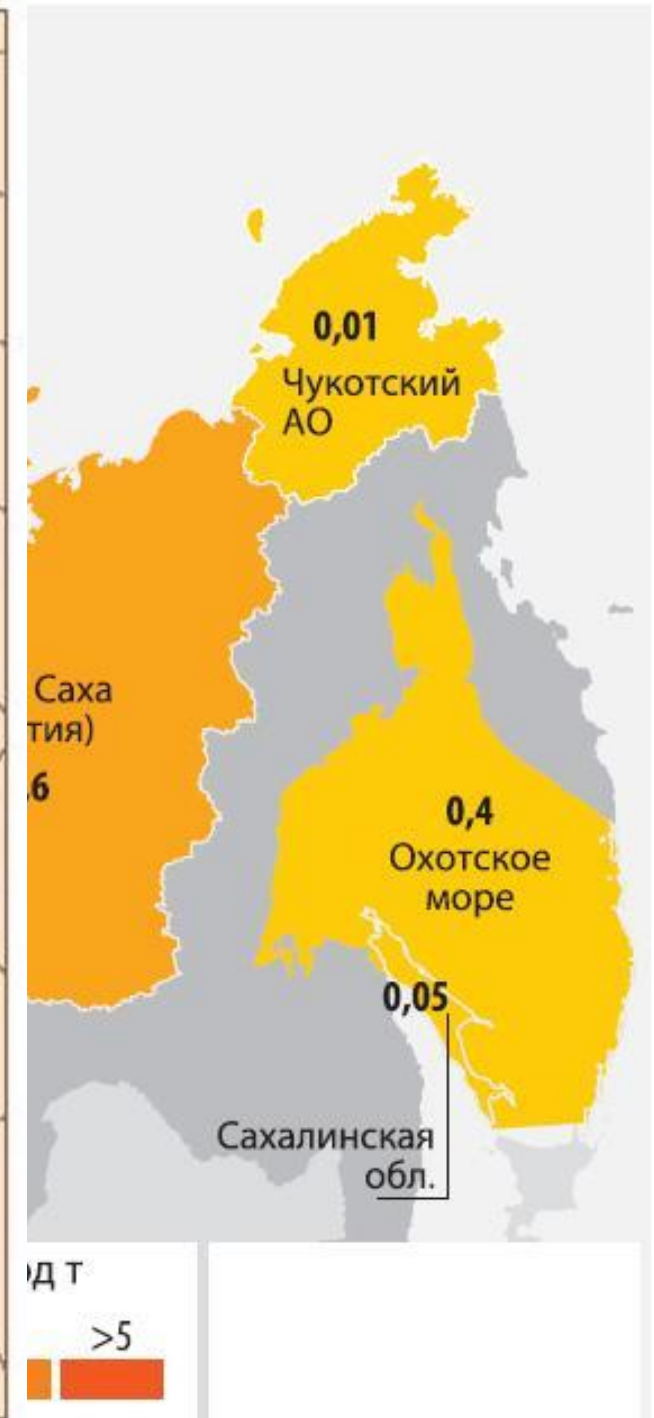 0,01
Чукотский
АО
Саха
тия)
,6
0,4
Охотское
море
0,05
Сахалинская
обл.
д т
>5